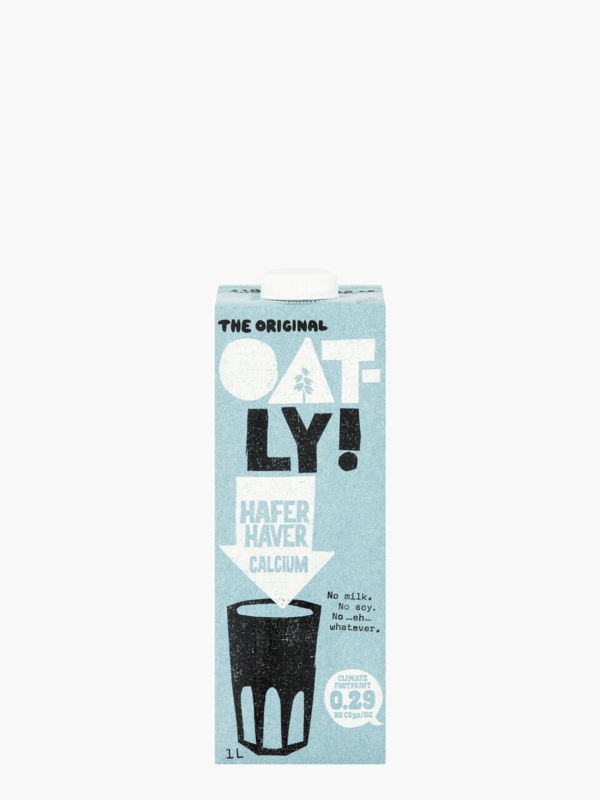 THE ORIGINAL
OAT-
LY!
HAFER
HAVER
CALCIUM
No milk.
No soy.
No ...eh...
whatever.
CLIMATE
FOOTPRINT
0.29
KG CO₂e/KG
1L